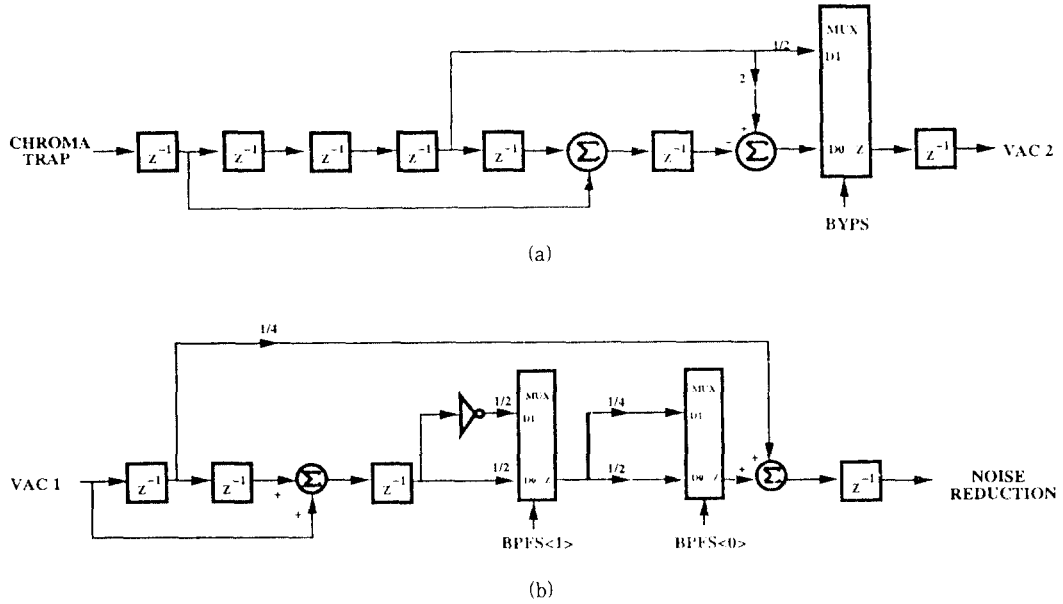 MUX
1/2
D1
2
CHROMA
TRAP
z⁻¹
z⁻¹
z⁻¹
z⁻¹
z⁻¹
Σ
z⁻¹
-
+
Σ
D0 Z
z⁻¹
VAC 2
BYPS
(a)
1/4
MUX
1/2
D1
1/4
MUX
D1
VAC 1
z⁻¹
z⁻¹
+
+
Σ
z⁻¹
1/2
D0 Z
1/2
D0 Z
+
+
Σ
z⁻¹
NOISE
REDUCTION
BPFS<1>
BPFS<0>
(b)